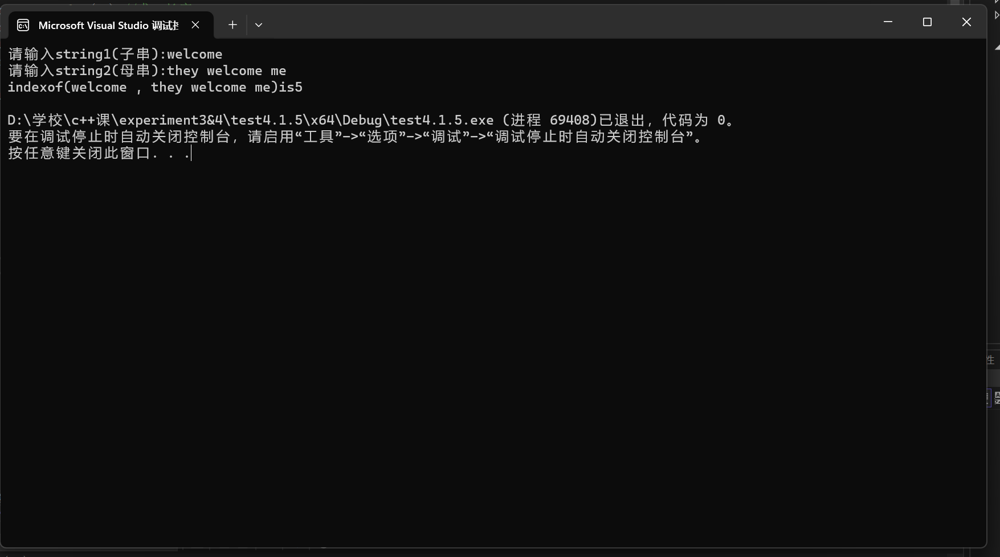 Microsoft Visual Studio 调试
请输入string1(子串):welcome
请输入string2(母串):they welcome me
indexof(welcome , they welcome me)is5
D:\学校\c++课\experiment3&4\test4.1.5\x64\Debug\test4.1.5.exe (进程 69408)已退出，代码为 0。
要在调试停止时自动关闭控制台，请启用“工具”->“选项”->“调试”->“调试停止时自动关闭控制台”。
按任意键关闭此窗口. . .
性